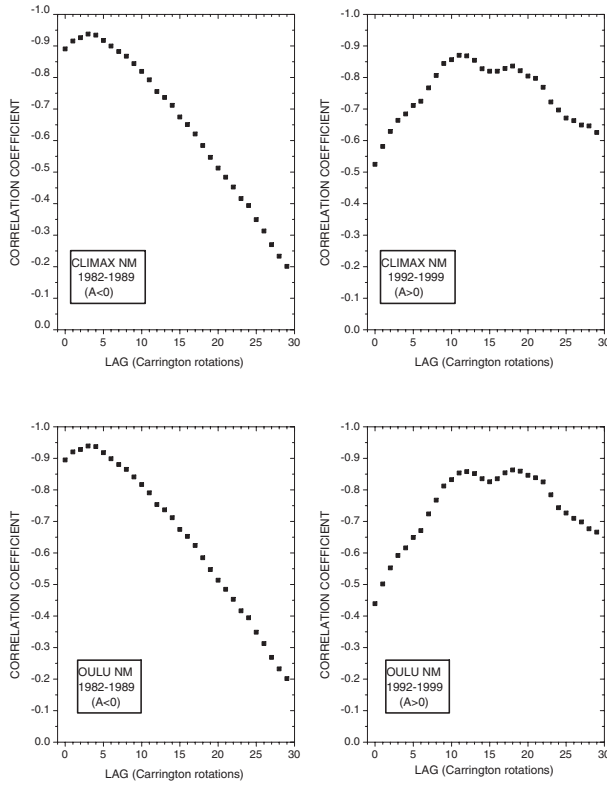 -1.0
-0.9
-0.8
-0.7
-0.6
-0.5
-0.4
-0.3
-0.2
-0.1
0.0
CORRELATION COEFFICIENT
CLIMAX NM
1982-1989
(A<0)
0 5 10 15 20 25 30
LAG (Carrington rotations)
-1.0
-0.9
-0.8
-0.7
-0.6
-0.5
-0.4
-0.3
-0.2
-0.1
0.0
CORRELATION COEFFICIENT
CLIMAX NM
1992-1999
(A>0)
0 5 10 15 20 25 30
LAG (Carrington rotations)
-1.0
-0.9
-0.8
-0.7
-0.6
-0.5
-0.4
-0.3
-0.2
-0.1
0.0
CORRELATION COEFFICIENT
OULU NM
1982-1989
(A<0)
0 5 10 15 20 25 30
LAG (Carrington rotations)
-1.0
-0.9
-0.8
-0.7
-0.6
-0.5
-0.4
-0.3
-0.2
-0.1
0.0
CORRELATION COEFFICIENT
OULU NM
1992-1999
(A>0)
0 5 10 15 20 25 30
LAG (Carrington rotations)